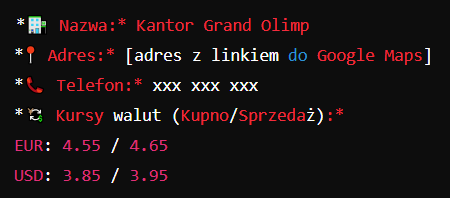 *🏦 Nazwa:* Kantor Grand Olimp
*📍 Adres:* [adres z linkiem do Google Maps]
*📞 Telefon:* xxx xxx xxx
*💱 Kursy walut (Kupno/Sprzedaż):*
EUR: 4.55 / 4.65
USD: 3.85 / 3.95